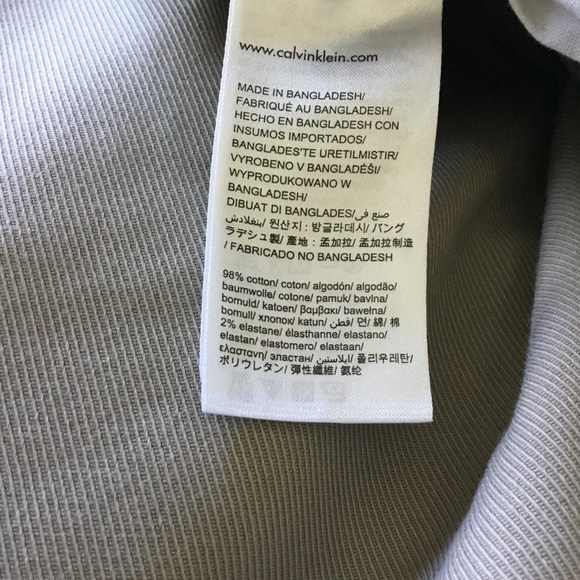 www.calvinklein.com
MADE IN BANGLADESH/
FABRIQUÉ AU BANGLADESH/
HECHO EN BANGLADESH CON
INSUMOS IMPORTADOS/
BANGLADEŞ'TE URETILMISTIR/
VYROBENO V BANGLADÉŠI/
WYPRODUKOWANO W
BANGLADESH/
DIBUAT DI BANGLADES/صنع في
بنغلاديش/ 원산지 : 방글라데시/ バング
ラデシュ製/ 產地 : 孟加拉/ 孟加拉制造
/ FABRICADO NO BANGLADESH
98% cotton/ coton/ algodón/ algodão/
baumwolle/ cotone/ pamuk/ bavlna/
bomuld/ katoen/ βαμβακι/ bawełna/
bomull/ хлопок/ katun/ قطن/ 면/ 綿/ 棉
2% elastane/ élasthanne/ elastano/
elastan/ elastomero/ elastaan/
ελαστανη/ эластан/ ايلاستين/ 폴리우레탄/
ポリウレタン/ 彈性纖維/ 氨纶